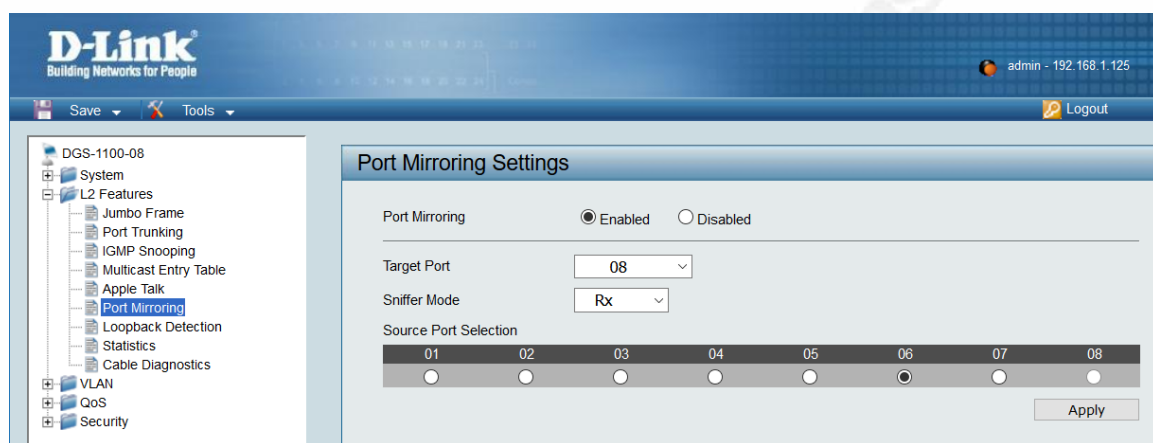 D-Link®
Building Networks for People
admin - 192.168.1.125
Save Tools Logout
DGS-1100-08
System
L2 Features
Jumbo Frame
Port Trunking
IGMP Snooping
Multicast Entry Table
Apple Talk
Port Mirroring
Loopback Detection
Statistics
Cable Diagnostics
VLAN
QoS
Security
Port Mirroring Settings
Port Mirroring Enabled Disabled
Target Port 08
Sniffer Mode Rx
Source Port Selection
01 02 03 04 05 06 07 08
Apply